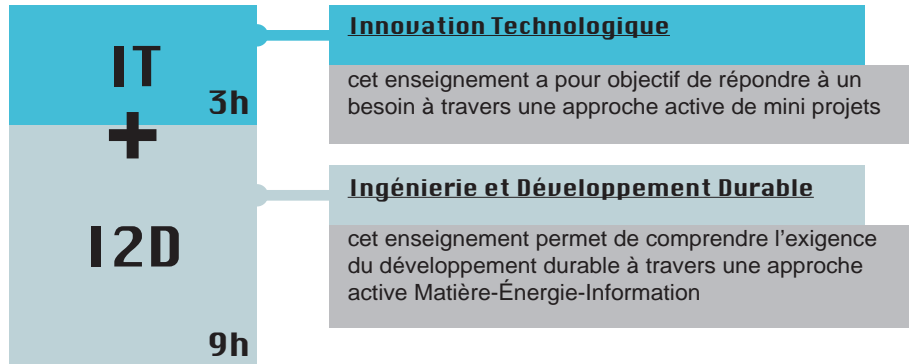 IT
3h
+
I2D
9h
Innovation Technologique
cet enseignement a pour objectif de répondre à un
besoin à travers une approche active de mini projets
Ingénierie et Développement Durable
cet enseignement permet de comprendre l’exigence
du développement durable à travers une approche
active Matière-Énergie-Information